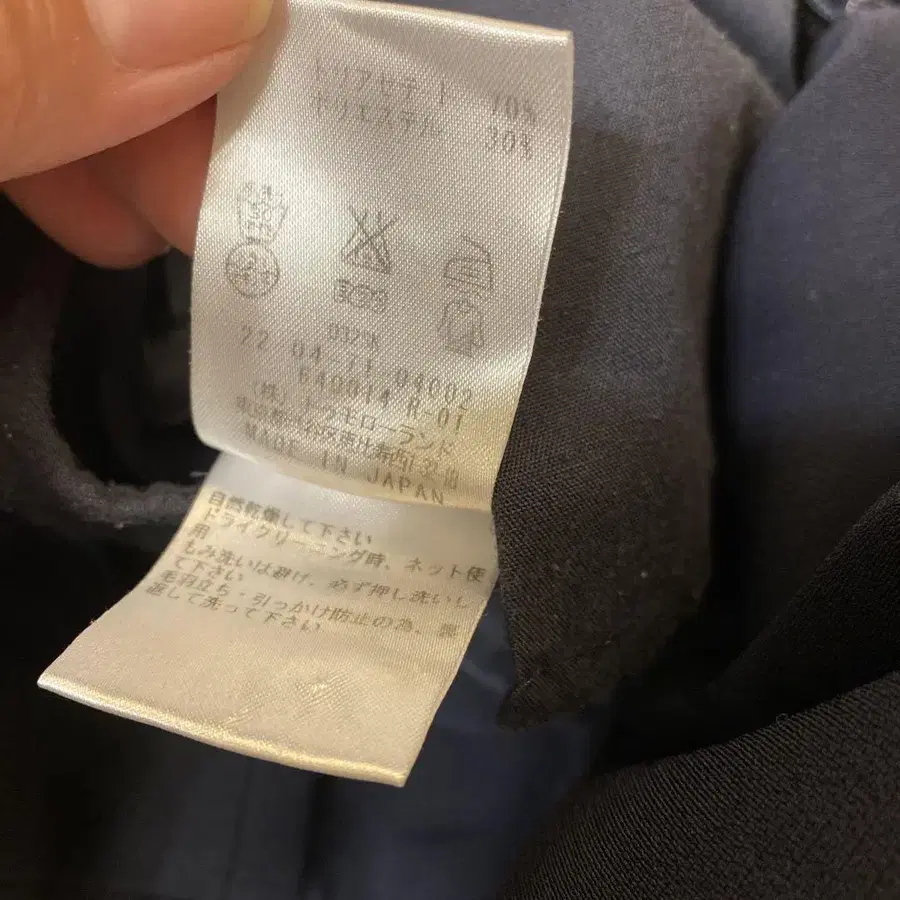 トリアセテート 70%
ポリエステル 30%
22 04-71-04002
640014 R-01
(株)トゥモローランド
MADE IN JAPAN
自然乾燥して下さい
ドライクリーニング時、ネット使
用
もみ洗いは避け、必ず押し洗いし
て下さい
毛羽立ち・引っかけ防止の為、裏
返して洗って下さい